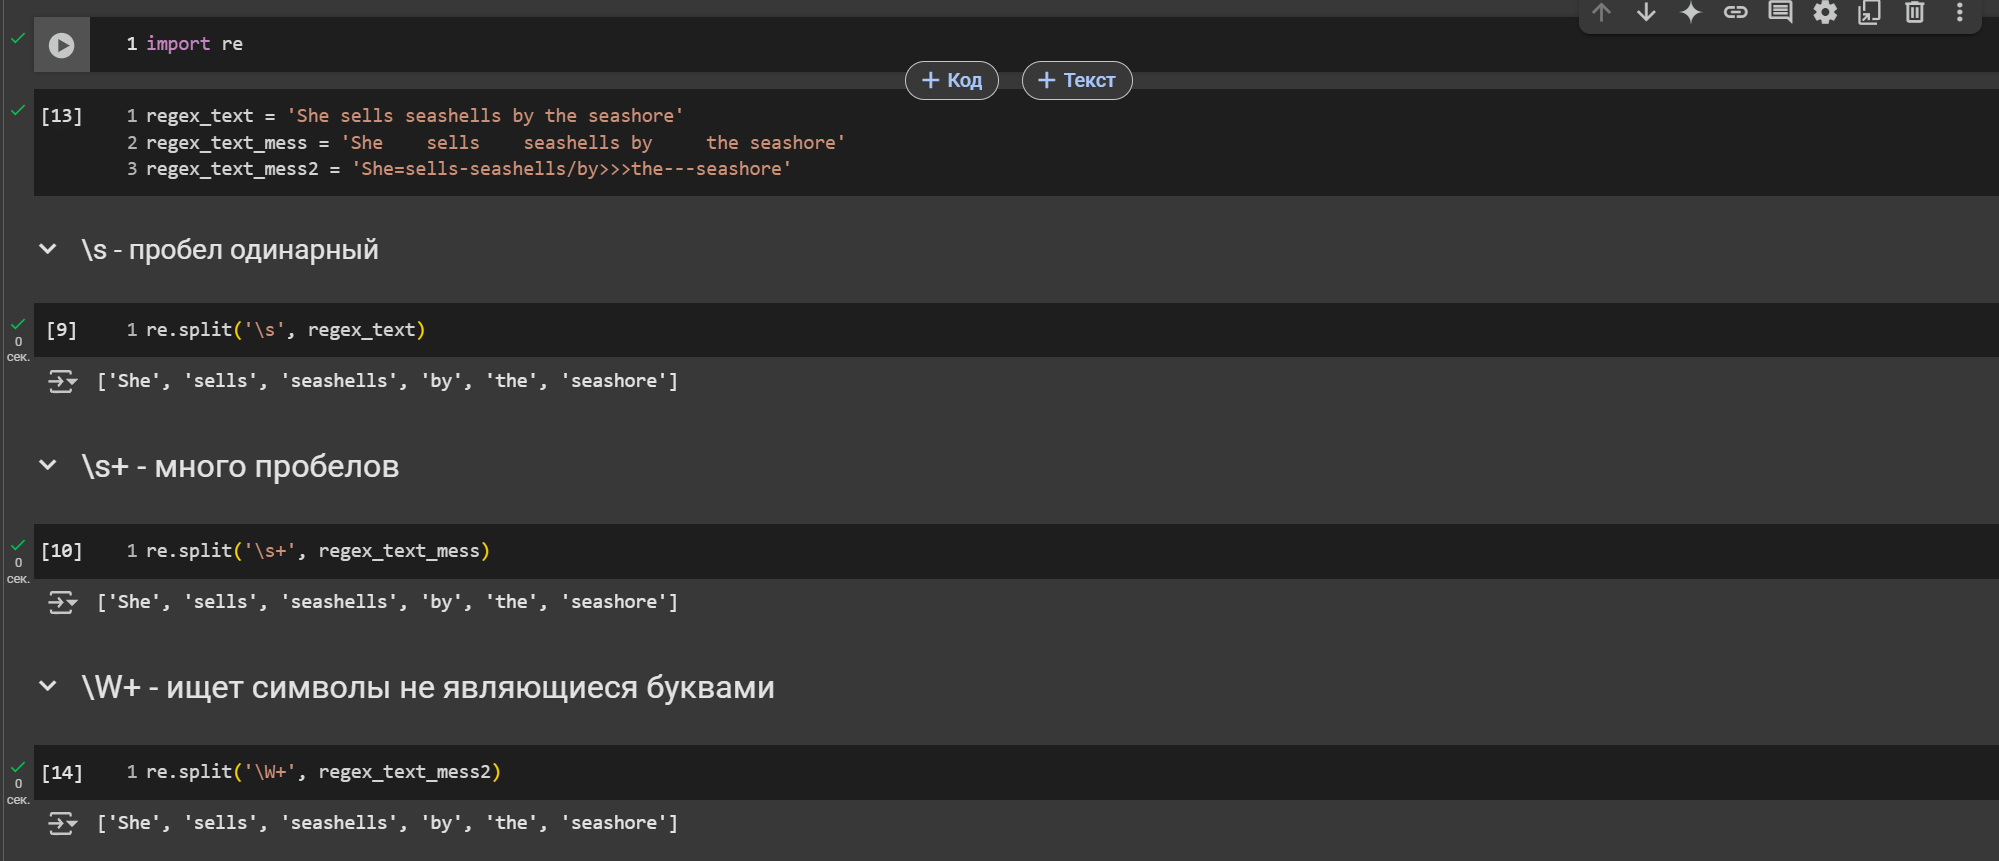 1 import re
+ Код + Текст
[13] 1 regex_text = 'She sells seashells by the seashore'
2 regex_text_mess = 'She    sells    seashells by     the seashore'
3 regex_text_mess2 = 'She=sells-seashells/by>>>the---seashore'
\s - пробел одинарный
[9] 1 re.split('\s', regex_text)
0
сек.
['She', 'sells', 'seashells', 'by', 'the', 'seashore']
\s+ - много пробелов
[10] 1 re.split('\s+', regex_text_mess)
0
сек.
['She', 'sells', 'seashells', 'by', 'the', 'seashore']
\W+ - ищет символы не являющиеся буквами
[14] 1 re.split('\W+', regex_text_mess2)
0
сек.
['She', 'sells', 'seashells', 'by', 'the', 'seashore']